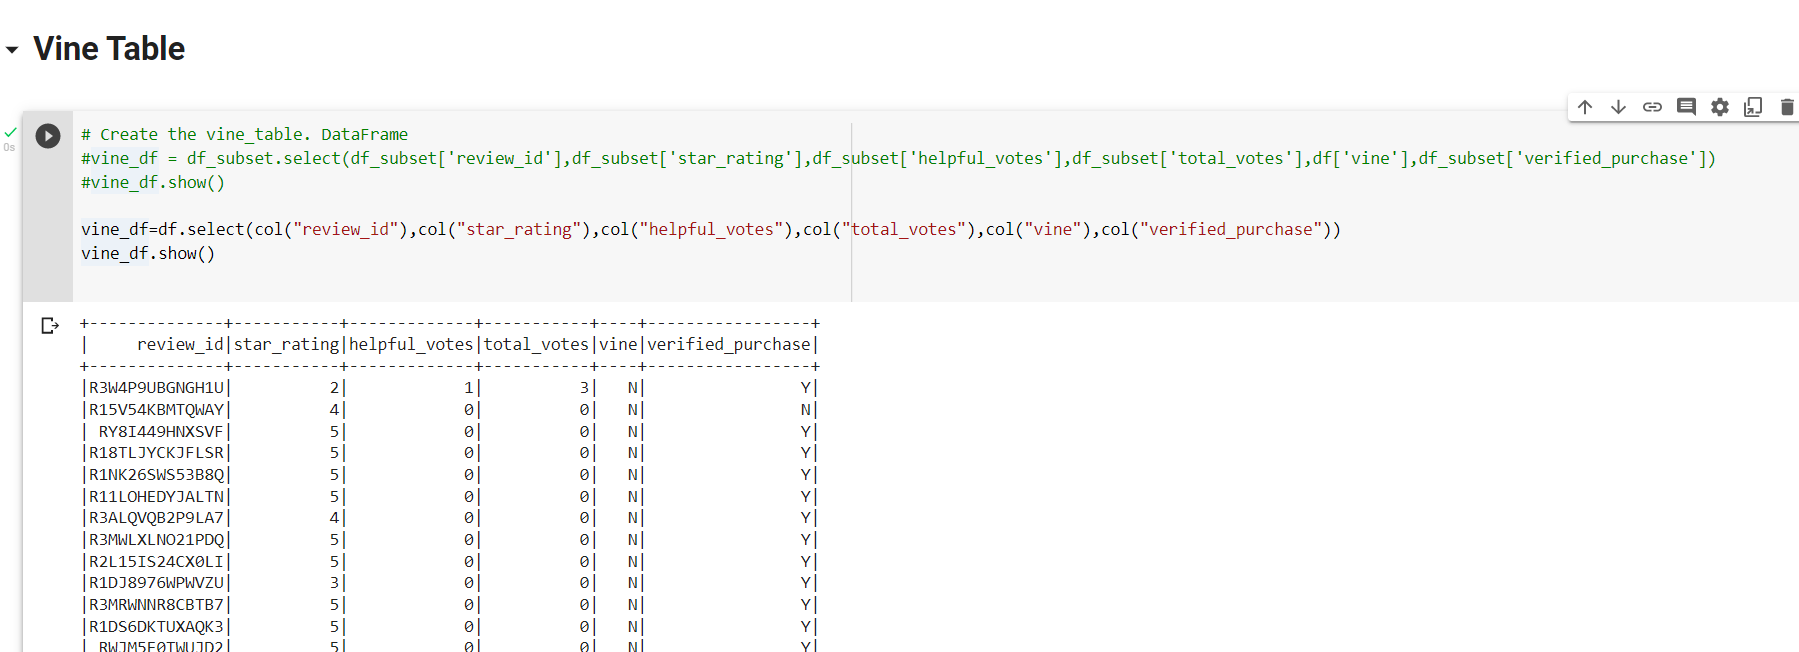 Vine Table
0s
# Create the vine_table. DataFrame
#vine_df = df_subset.select(df_subset['review_id'],df_subset['star_rating'],df_subset['helpful_votes'],df_subset['total_votes'],df['vine'],df_subset['verified_purchase'])
#vine_df.show()
vine_df=df.select(col("review_id"),col("star_rating"),col("helpful_votes"),col("total_votes"),col("vine"),col("verified_purchase"))
vine_df.show()
+--------------+-----------+-------------+-----------+----+-----------------+
|     review_id|star_rating|helpful_votes|total_votes|vine|verified_purchase|
+--------------+-----------+-------------+-----------+----+-----------------+
|R3W4P9UBGNGH1U|          2|            1|          3|   N|                Y|
|R15V54KBMTQWAY|          4|            0|          0|   N|                N|
| RY8I449HNXSVF|          5|            0|          0|   N|                Y|
|R18TLJYCKJFLSR|          5|            0|          0|   N|                Y|
|R1NK26SWS53B8Q|          5|            0|          0|   N|                Y|
|R11LOHEDYJALTN|          5|            0|          0|   N|                Y|
|R3ALQVQB2P9LA7|          4|            0|          0|   N|                Y|
|R3MWLXLNO21PDQ|          5|            0|          0|   N|                Y|
|R2L15IS24CX0LI|          5|            0|          0|   N|                Y|
|R1DJ8976WPWVZU|          3|            0|          0|   N|                Y|
|R3MRWNNR8CBTB7|          5|            0|          0|   N|                Y|
|R1DS6DKTUXAQK3|          5|            0|          0|   N|                Y|
| RWJM5E0TWUJD2|          5|            0|          0|   N|                Y|